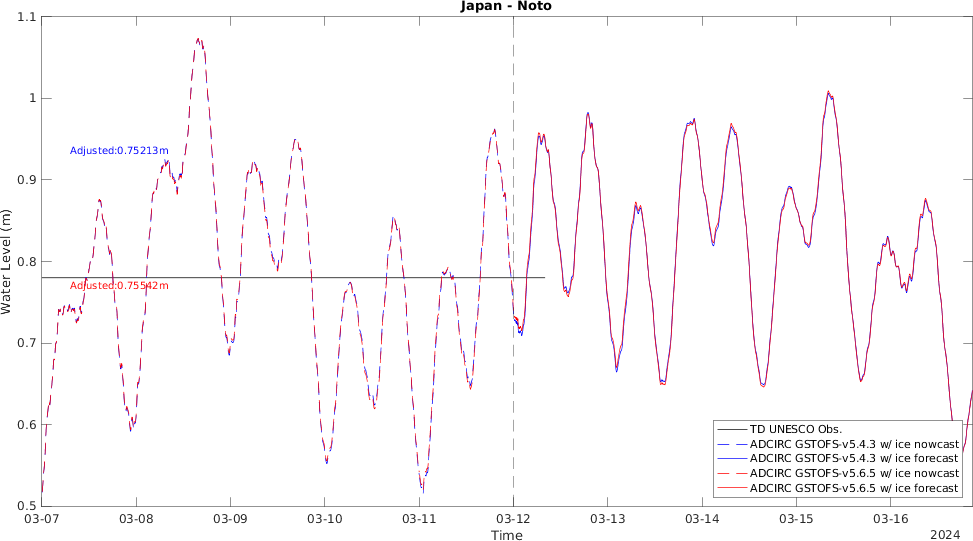 Japan - Noto
1.1
1
0.9
0.8
0.7
0.6
0.5
Water Level (m)
Adjusted:0.75213m
Adjusted:0.75542m
TD UNESCO Obs.
ADCIRC GSTOFS-v5.4.3 w/ ice nowcast
ADCIRC GSTOFS-v5.4.3 w/ ice forecast
ADCIRC GSTOFS-v5.6.5 w/ ice nowcast
ADCIRC GSTOFS-v5.6.5 w/ ice forecast
03-07 03-08 03-09 03-10 03-11 03-12 03-13 03-14 03-15 03-16
Time
2024